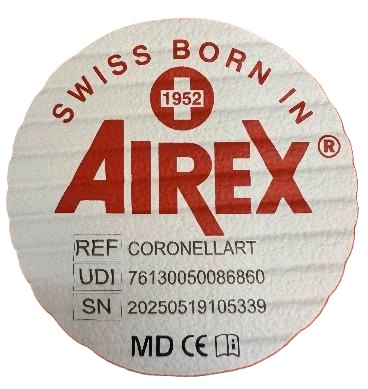 SWISS BORN IN
1952
AIREX®
REF CORONELLART
UDI 76130050086860
SN 20250519105339
MD CE